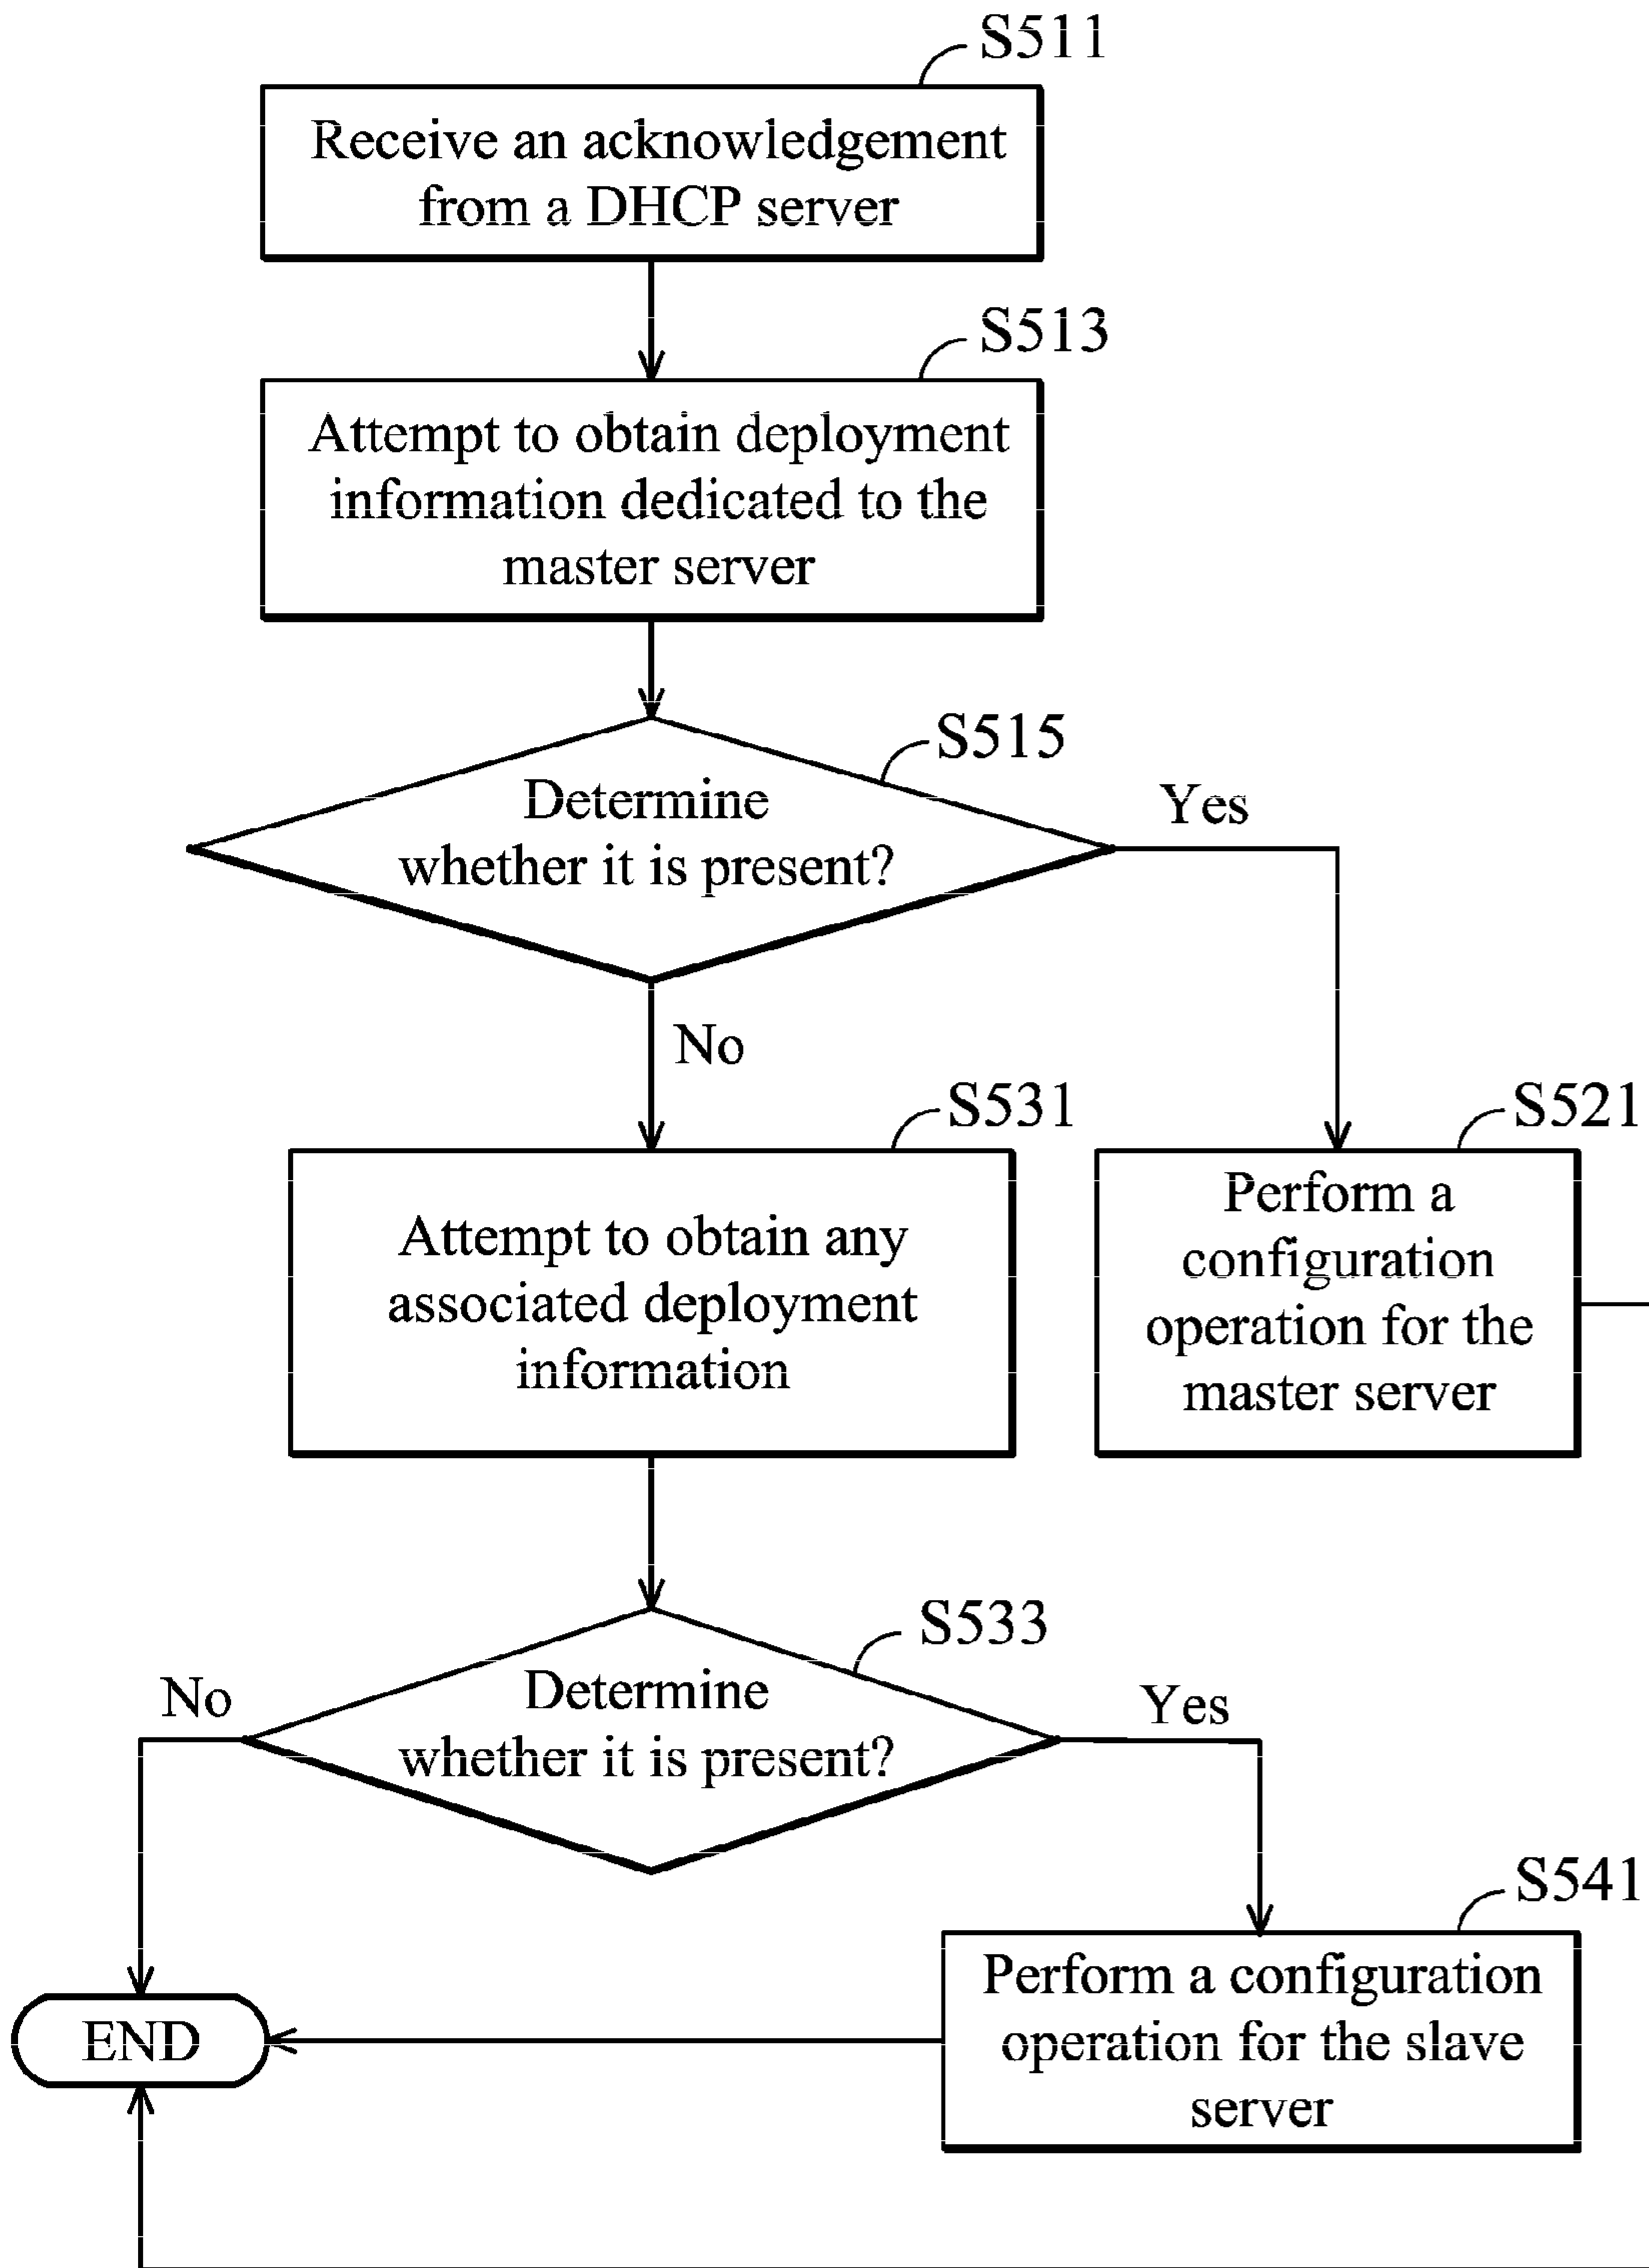 S511
Receive an acknowledgement
from a DHCP server
S513
Attempt to obtain deployment
information dedicated to the
master server
S515
Determine
whether it is present?
Yes
No
S531
Attempt to obtain any
associated deployment
information
S521
Perform a
configuration
operation for the
master server
S533
Determine
whether it is present?
No
Yes
S541
Perform a configuration
operation for the slave
server
END